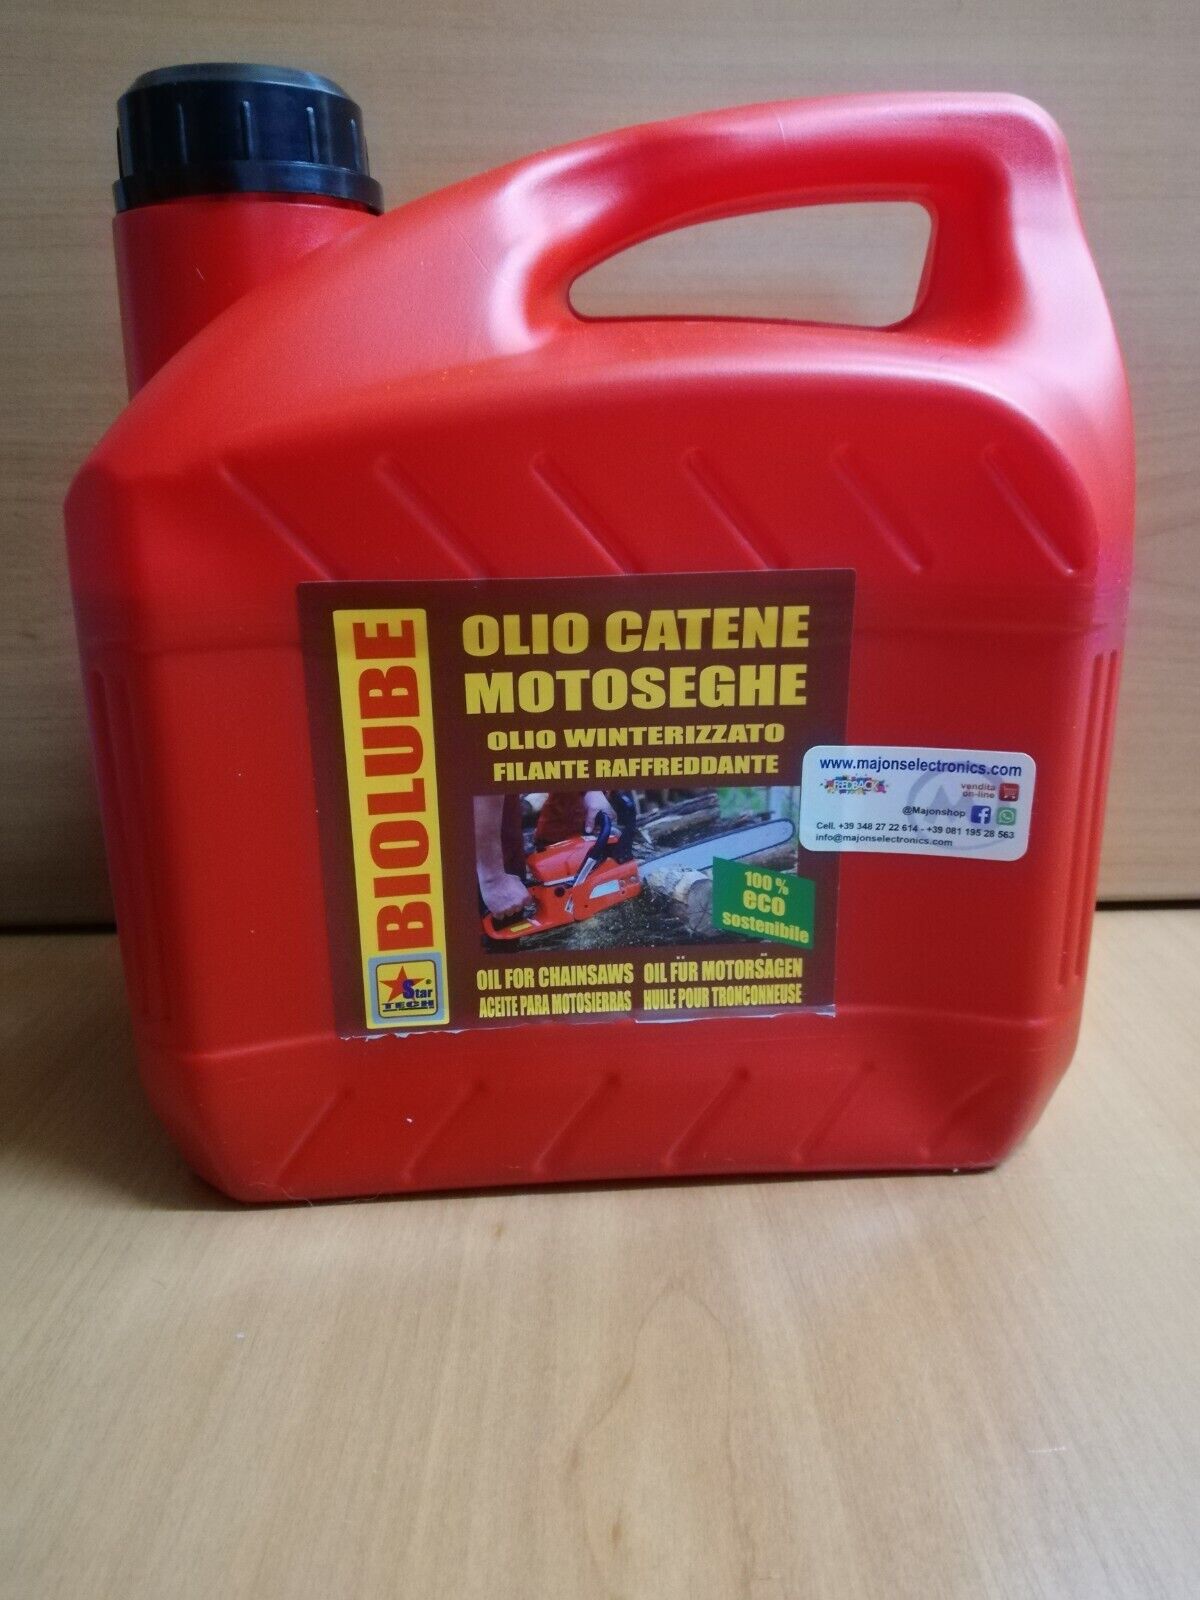 BIOLUBE
OLIO CATENE
MOTOSEGHE
OLIO WINTERIZZATO
FILANTE RAFFREDDANTE
100 %
eco
sostenibile
Star
TECH
OIL FOR CHAINSAWS OIL FÜR MOTORSÄGEN
ACEITE PARA MOTOSIERRAS HUILE POUR TRONCONNEUSE
www.majonselectronics.com
FEEDBACK
vendita
on-line
@Majonshop
Cell. +39 348 27 22 614 - +39 081 195 28 563
info@majonselectronics.com